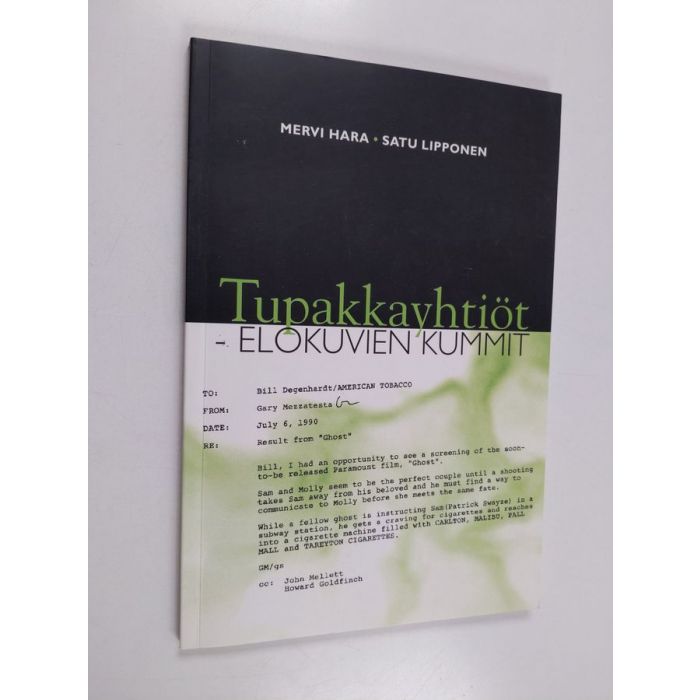 MERVI HARA • SATU LIPPONEN
Tupakkayhtiöt
- ELOKUVIEN KUMMIT
TO: Bill Degenhardt/AMERICAN TOBACCO
FROM: Gary Mezzatesta
DATE: July 6, 1990
RE: Result from "Ghost"
Bill, I had an opportunity to see a screening of the soon-
to-be released Paramount film, "Ghost".
Sam and Molly seem to be the perfect couple until a shooting
takes Sam away from his beloved and he must find a way to
communicate to Molly before she meets the same fate.
While a fellow ghost is instructing Sam(Patrick Swayze) in a
subway station, he gets a craving for cigarettes and reaches
into a cigarette machine filled with CARLTON, MALIBU, PALL
MALL and TAREYTON CIGARETTES.
GM/gs
cc: John Mellett
Howard Goldfinch